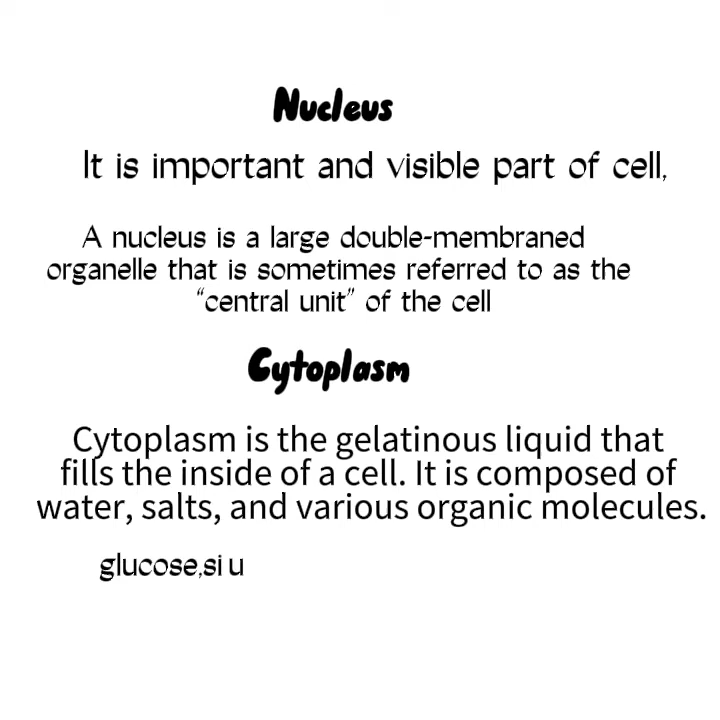 Nucleus
It is important and visible part of cell,
A nucleus is a large double-membraned
organelle that is sometimes referred to as the
“central unit” of the cell
Cytoplasm
Cytoplasm is the gelatinous liquid that
fills the inside of a cell. It is composed of
water, salts, and various organic molecules.
glucose,si u